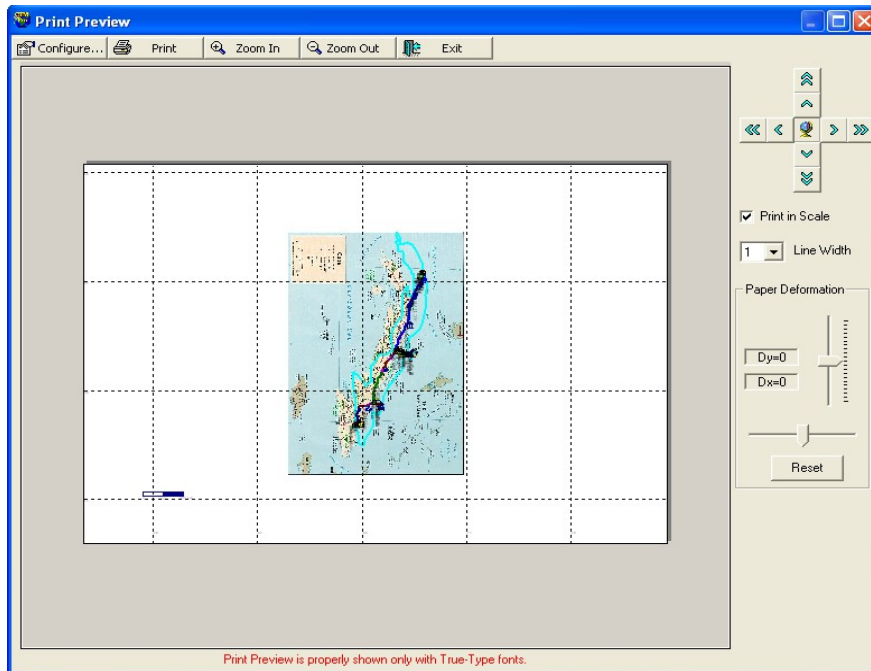 Print Preview
Configure... Print Zoom In Zoom Out Exit
Print in Scale
1 Line Width
Paper Deformation
Dy=0
Dx=0
Reset
Print Preview is properly shown only with True-Type fonts.